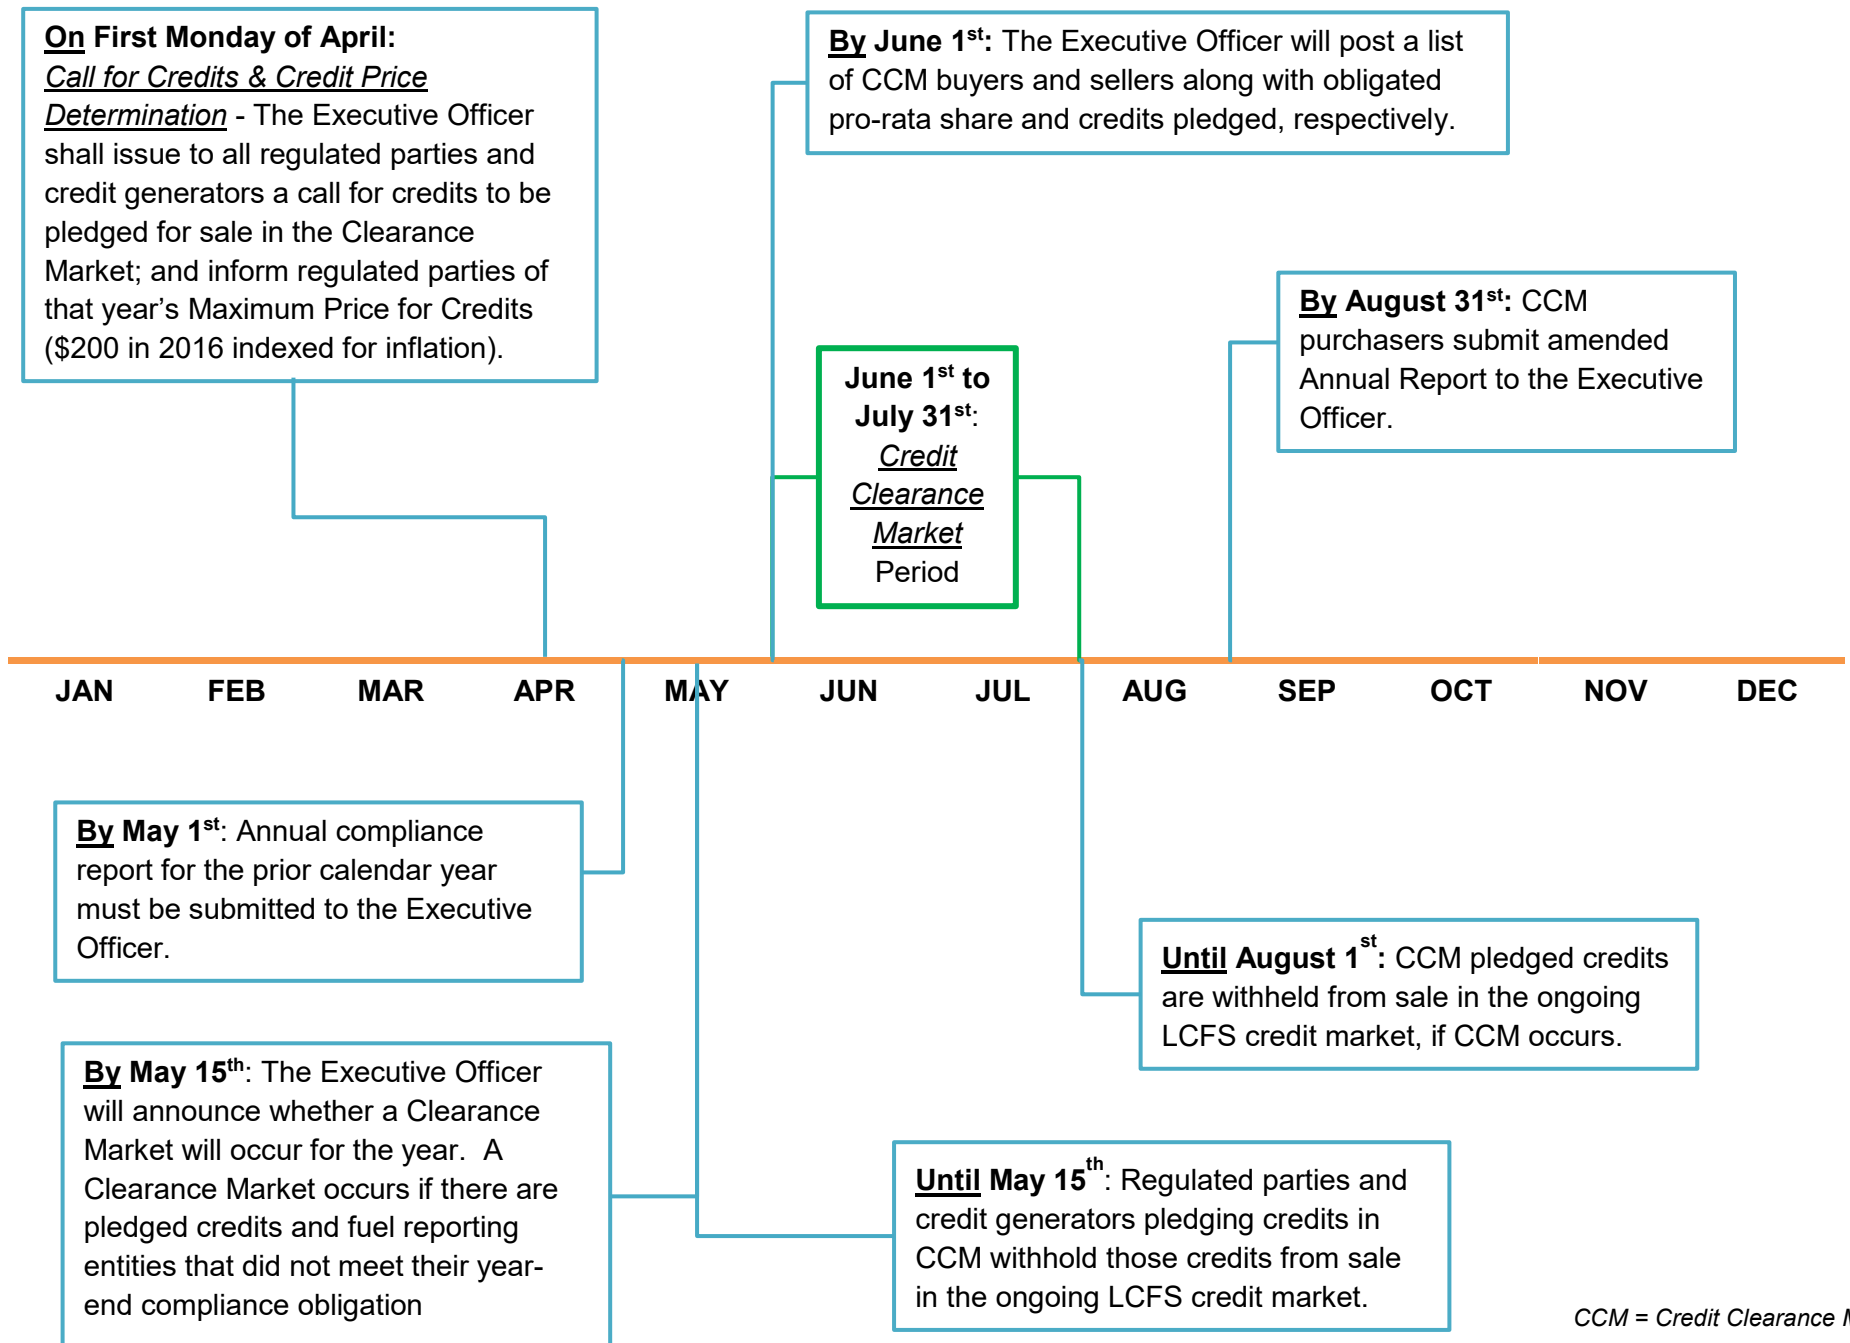 On First Monday of April:
Call for Credits & Credit Price
Determination - The Executive Officer
shall issue to all regulated parties and
credit generators a call for credits to be
pledged for sale in the Clearance
Market; and inform regulated parties of
that year’s Maximum Price for Credits
($200 in 2016 indexed for inflation).
By June 1st: The Executive Officer will post a list
of CCM buyers and sellers along with obligated
pro-rata share and credits pledged, respectively.
June 1st to
July 31st:
Credit
Clearance
Market
Period
By August 31st: CCM
purchasers submit amended
Annual Report to the Executive
Officer.
JAN FEB MAR APR MAY JUN JUL AUG SEP OCT NOV DEC
By May 1st: Annual compliance
report for the prior calendar year
must be submitted to the Executive
Officer.
Until August 1st: CCM pledged credits
are withheld from sale in the ongoing
LCFS credit market, if CCM occurs.
By May 15th: The Executive Officer
will announce whether a Clearance
Market will occur for the year. A
Clearance Market occurs if there are
pledged credits and fuel reporting
entities that did not meet their year-
end compliance obligation
Until May 15th: Regulated parties and
credit generators pledging credits in
CCM withhold those credits from sale
in the ongoing LCFS credit market.
CCM = Credit Clearance M